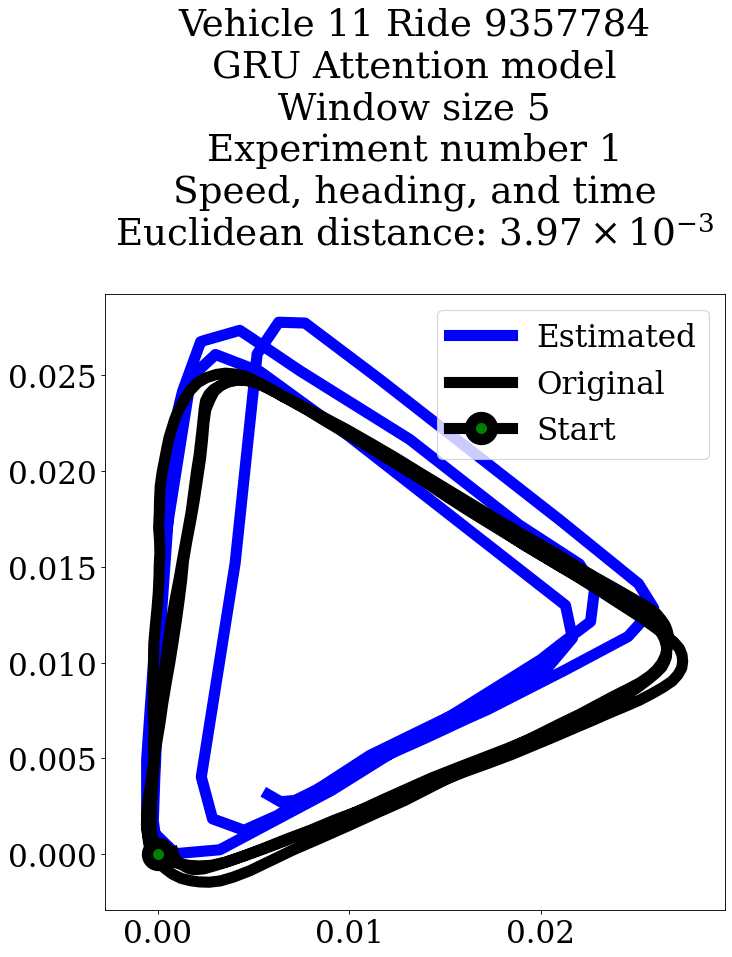 Vehicle 11 Ride 9357784
GRU Attention model
Window size 5
Experiment number 1
Speed, heading, and time
Euclidean distance: 3.97 × 10⁻³
Estimated
Original
Start
0.025
0.020
0.015
0.010
0.005
0.000
0.00 0.01 0.02